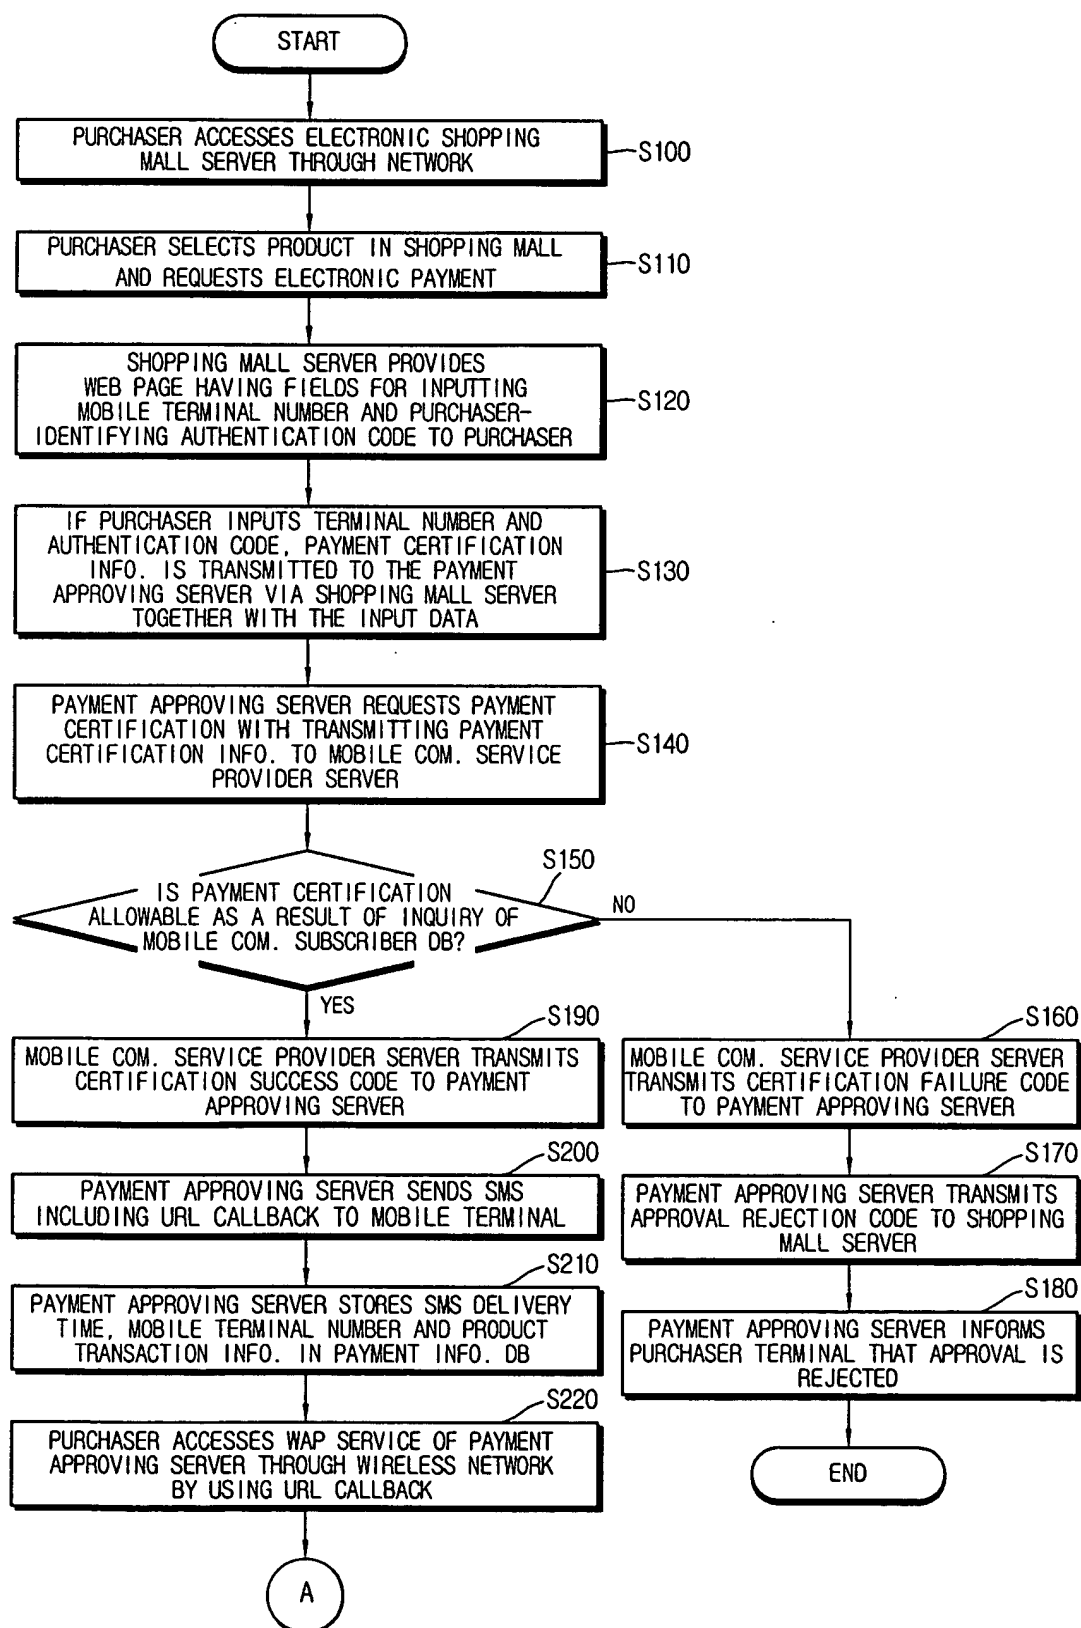 START
PURCHASER ACCESSES ELECTRONIC SHOPPING
MALL SERVER THROUGH NETWORK
S100
PURCHASER SELECTS PRODUCT IN SHOPPING MALL
AND REQUESTS ELECTRONIC PAYMENT
S110
SHOPPING MALL SERVER PROVIDES
WEB PAGE HAVING FIELDS FOR INPUTTING
MOBILE TERMINAL NUMBER AND PURCHASER-
IDENTIFYING AUTHENTICATION CODE TO PURCHASER
S120
IF PURCHASER INPUTS TERMINAL NUMBER AND
AUTHENTICATION CODE, PAYMENT CERTIFICATION
INFO. IS TRANSMITTED TO THE PAYMENT
APPROVING SERVER VIA SHOPPING MALL SERVER
TOGETHER WITH THE INPUT DATA
S130
PAYMENT APPROVING SERVER REQUESTS PAYMENT
CERTIFICATION WITH TRANSMITTING PAYMENT
CERTIFICATION INFO. TO MOBILE COM. SERVICE
PROVIDER SERVER
S140
S150
IS PAYMENT CERTIFICATION
ALLOWABLE AS A RESULT OF INQUIRY OF
MOBILE COM. SUBSCRIBER DB?
NO
YES
S190
MOBILE COM. SERVICE PROVIDER SERVER TRANSMITS
CERTIFICATION SUCCESS CODE TO PAYMENT
APPROVING SERVER
S200
PAYMENT APPROVING SERVER SENDS SMS
INCLUDING URL CALLBACK TO MOBILE TERMINAL
S210
PAYMENT APPROVING SERVER STORES SMS DELIVERY
TIME, MOBILE TERMINAL NUMBER AND PRODUCT
TRANSACTION INFO. IN PAYMENT INFO. DB
S220
PURCHASER ACCESSES WAP SERVICE OF PAYMENT
APPROVING SERVER THROUGH WIRELESS NETWORK
BY USING URL CALLBACK
A
S160
MOBILE COM. SERVICE PROVIDER SERVER
TRANSMITS CERTIFICATION FAILURE CODE
TO PAYMENT APPROVING SERVER
S170
PAYMENT APPROVING SERVER TRANSMITS
APPROVAL REJECTION CODE TO SHOPPING
MALL SERVER
S180
PAYMENT APPROVING SERVER INFORMS
PURCHASER TERMINAL THAT APPROVAL IS
REJECTED
END